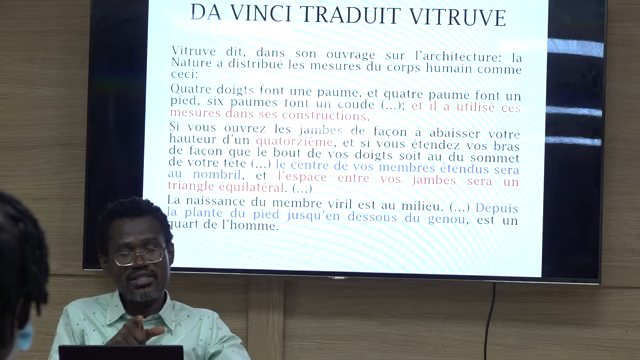 DA VINCI TRADUIT VITRUVE
Vitruve dit, dans son ouvrage sur l'architecture: la
Nature a distribué les mesures du corps humain comme
ceci:
Quatre doigts font une paume, et quatre paume font un
pied, six paumes font un coude (...); et il a utilisé ces
mesures dans ses constructions.
Si vous ouvrez les jambes de façon à abaisser votre
hauteur d'un quatorzième, et si vous étendez vos bras
de façon que le bout de vos doigts soit au du sommet
de votre tête (...) le centre de vos membres étendus sera
au nombril, et l'espace entre vos jambes sera un
triangle équilatéral. (...)
La naissance du membre viril est au milieu. (...) Depuis
la plante du pied jusqu'en dessous du genou, est un
quart de l'homme.